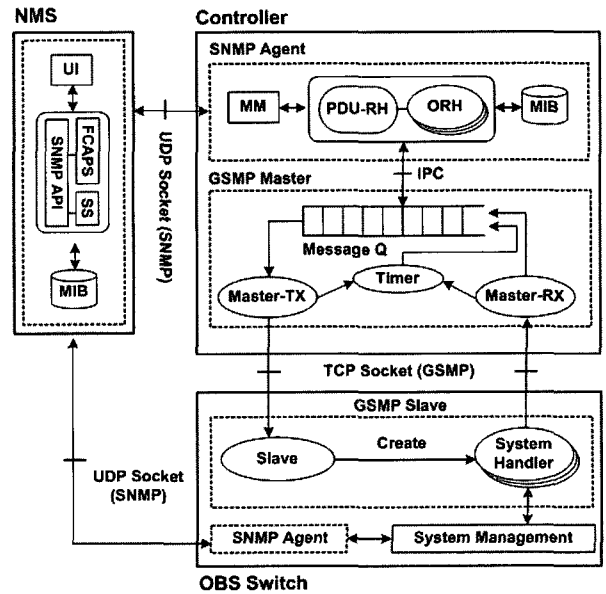 NMS
UI
SNMP API
FCAPS
SS
MIB
UDP Socket (SNMP)
Controller
SNMP Agent
MM
PDU-RH
ORH
MIB
IPC
GSMP Master
Message Q
Timer
Master-TX
Master-RX
TCP Socket (GSMP)
GSMP Slave
Slave
Create
System
Handler
UDP Socket
(SNMP)
SNMP Agent
System Management
OBS Switch